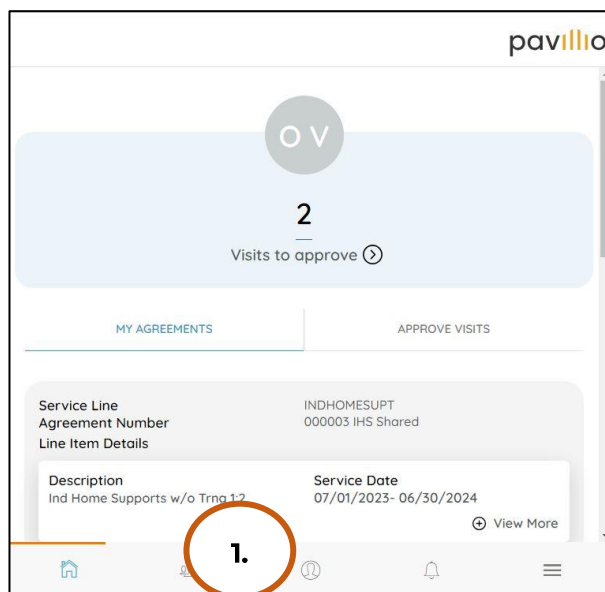 pavillio
OV
2
Visits to approve
MY AGREEMENTS
APPROVE VISITS
Service Line
INDHOMESUPT
Agreement Number
000003 IHS Shared
Line Item Details
Description
Service Date
Ind Home Supports w/o Trng 1:2
07/01/2023- 06/30/2024
View More
1.